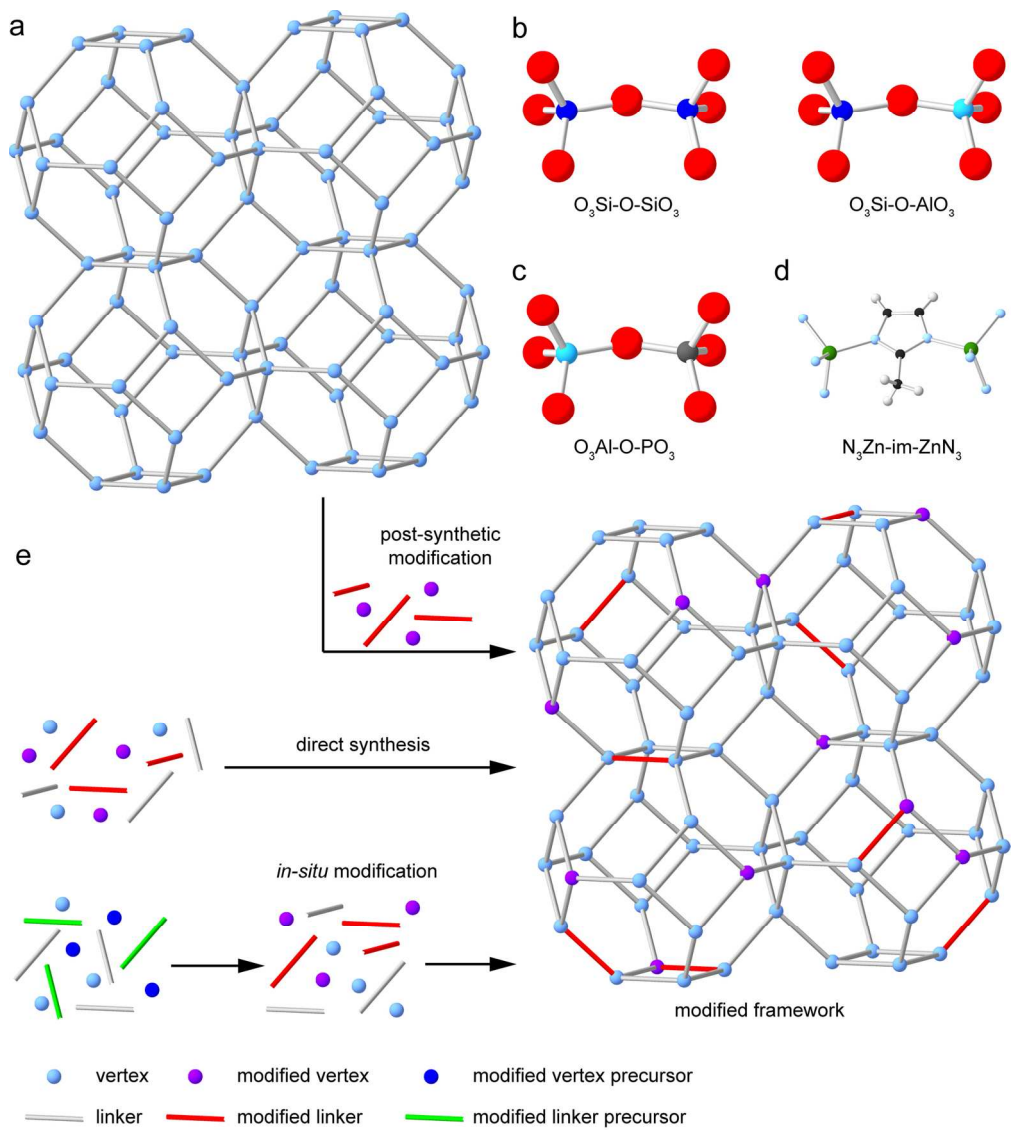 a
b
O₃Si-O-SiO₃
O₃Si-O-AlO₃
c
d
O₃Al-O-PO₃
N₃Zn-im-ZnN₃
e
post-synthetic
modification
direct synthesis
in-situ modification
modified framework
vertex
modified vertex
modified vertex precursor
linker
modified linker
modified linker precursor